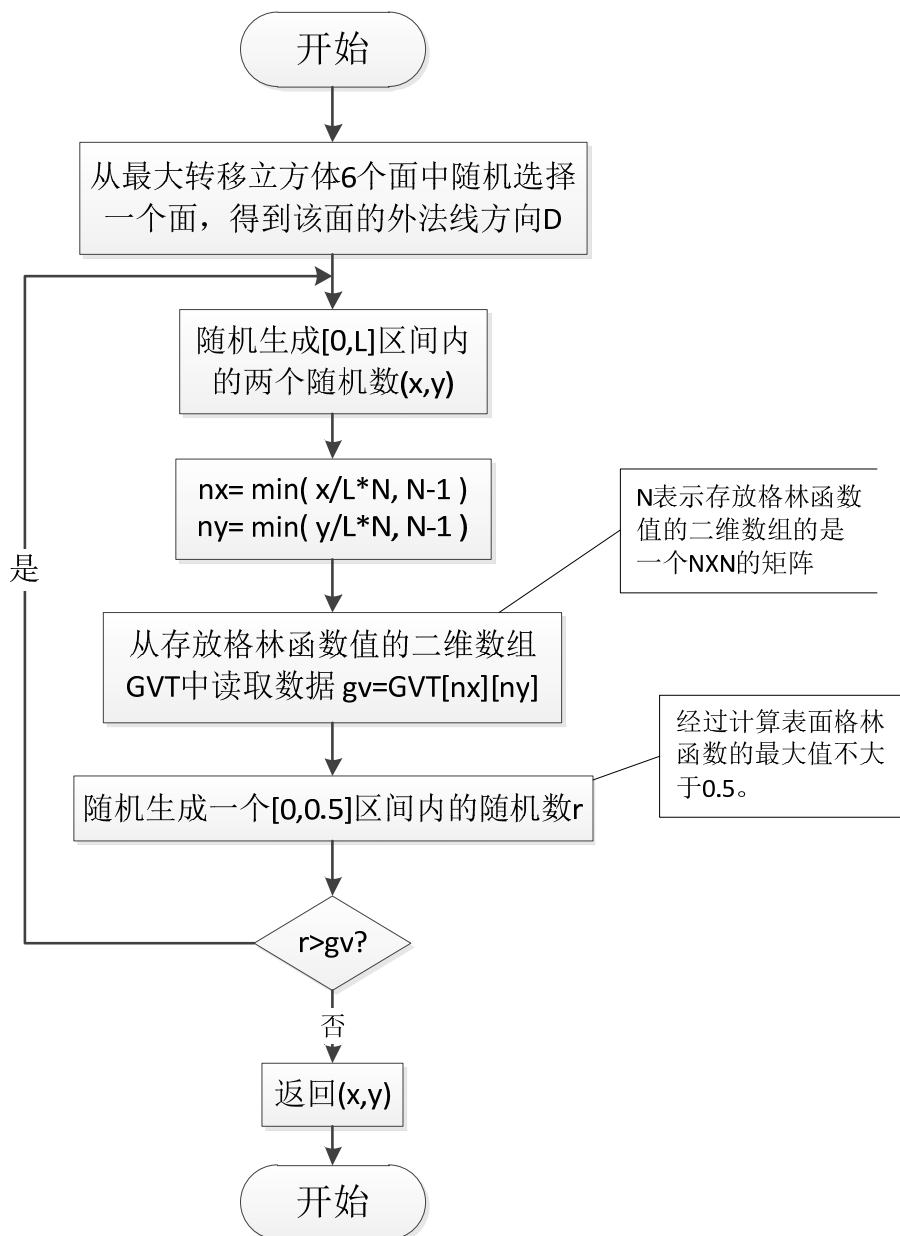 开始
从最大转移立方体6个面中随机选择
一个面，得到该面的外法线方向D
随机生成[0,L]区间内
的两个随机数(x,y)
nx= min( x/L*N, N-1 )
ny= min( y/L*N, N-1 )
N表示存放格林函数
值的二维数组的是
一个NXN的矩阵
是
从存放格林函数值的二维数组
GVT中读取数据 gv=GVT[nx][ny]
经过计算表面格林
函数的最大值不大
于0.5。
随机生成一个[0,0.5]区间内的随机数r
r>gv?
否
返回(x,y)
开始